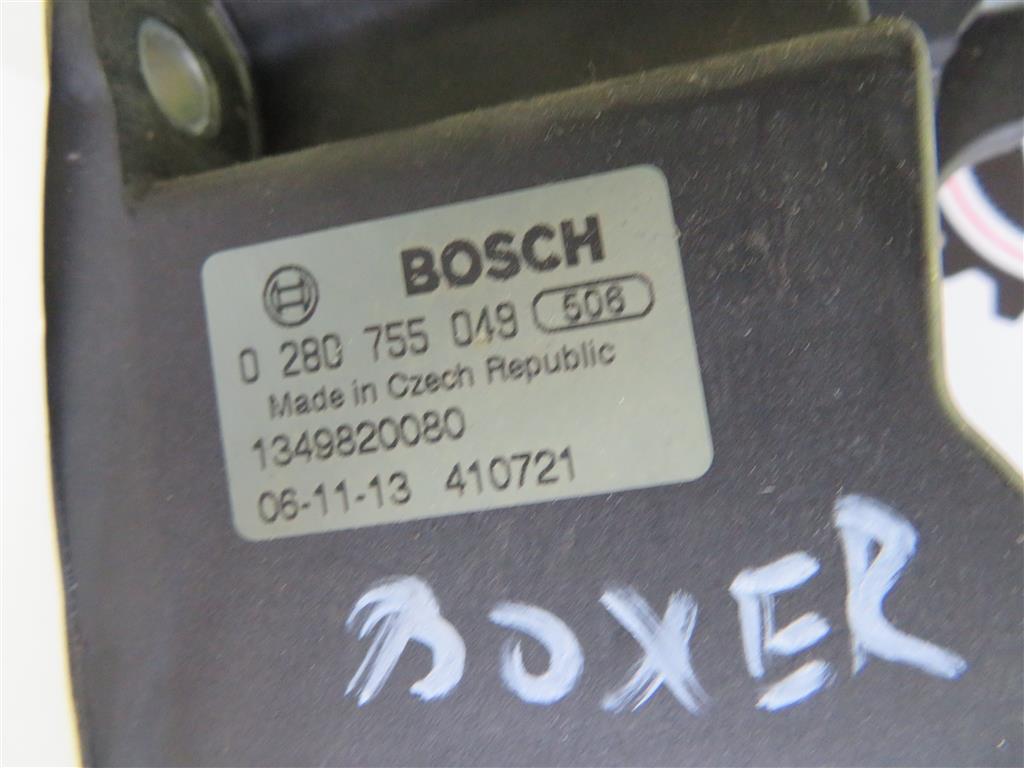 BOSCH
0 280 755 049 506
Made in Czech Republic
1349820080
06-11-13 410721
BOXER